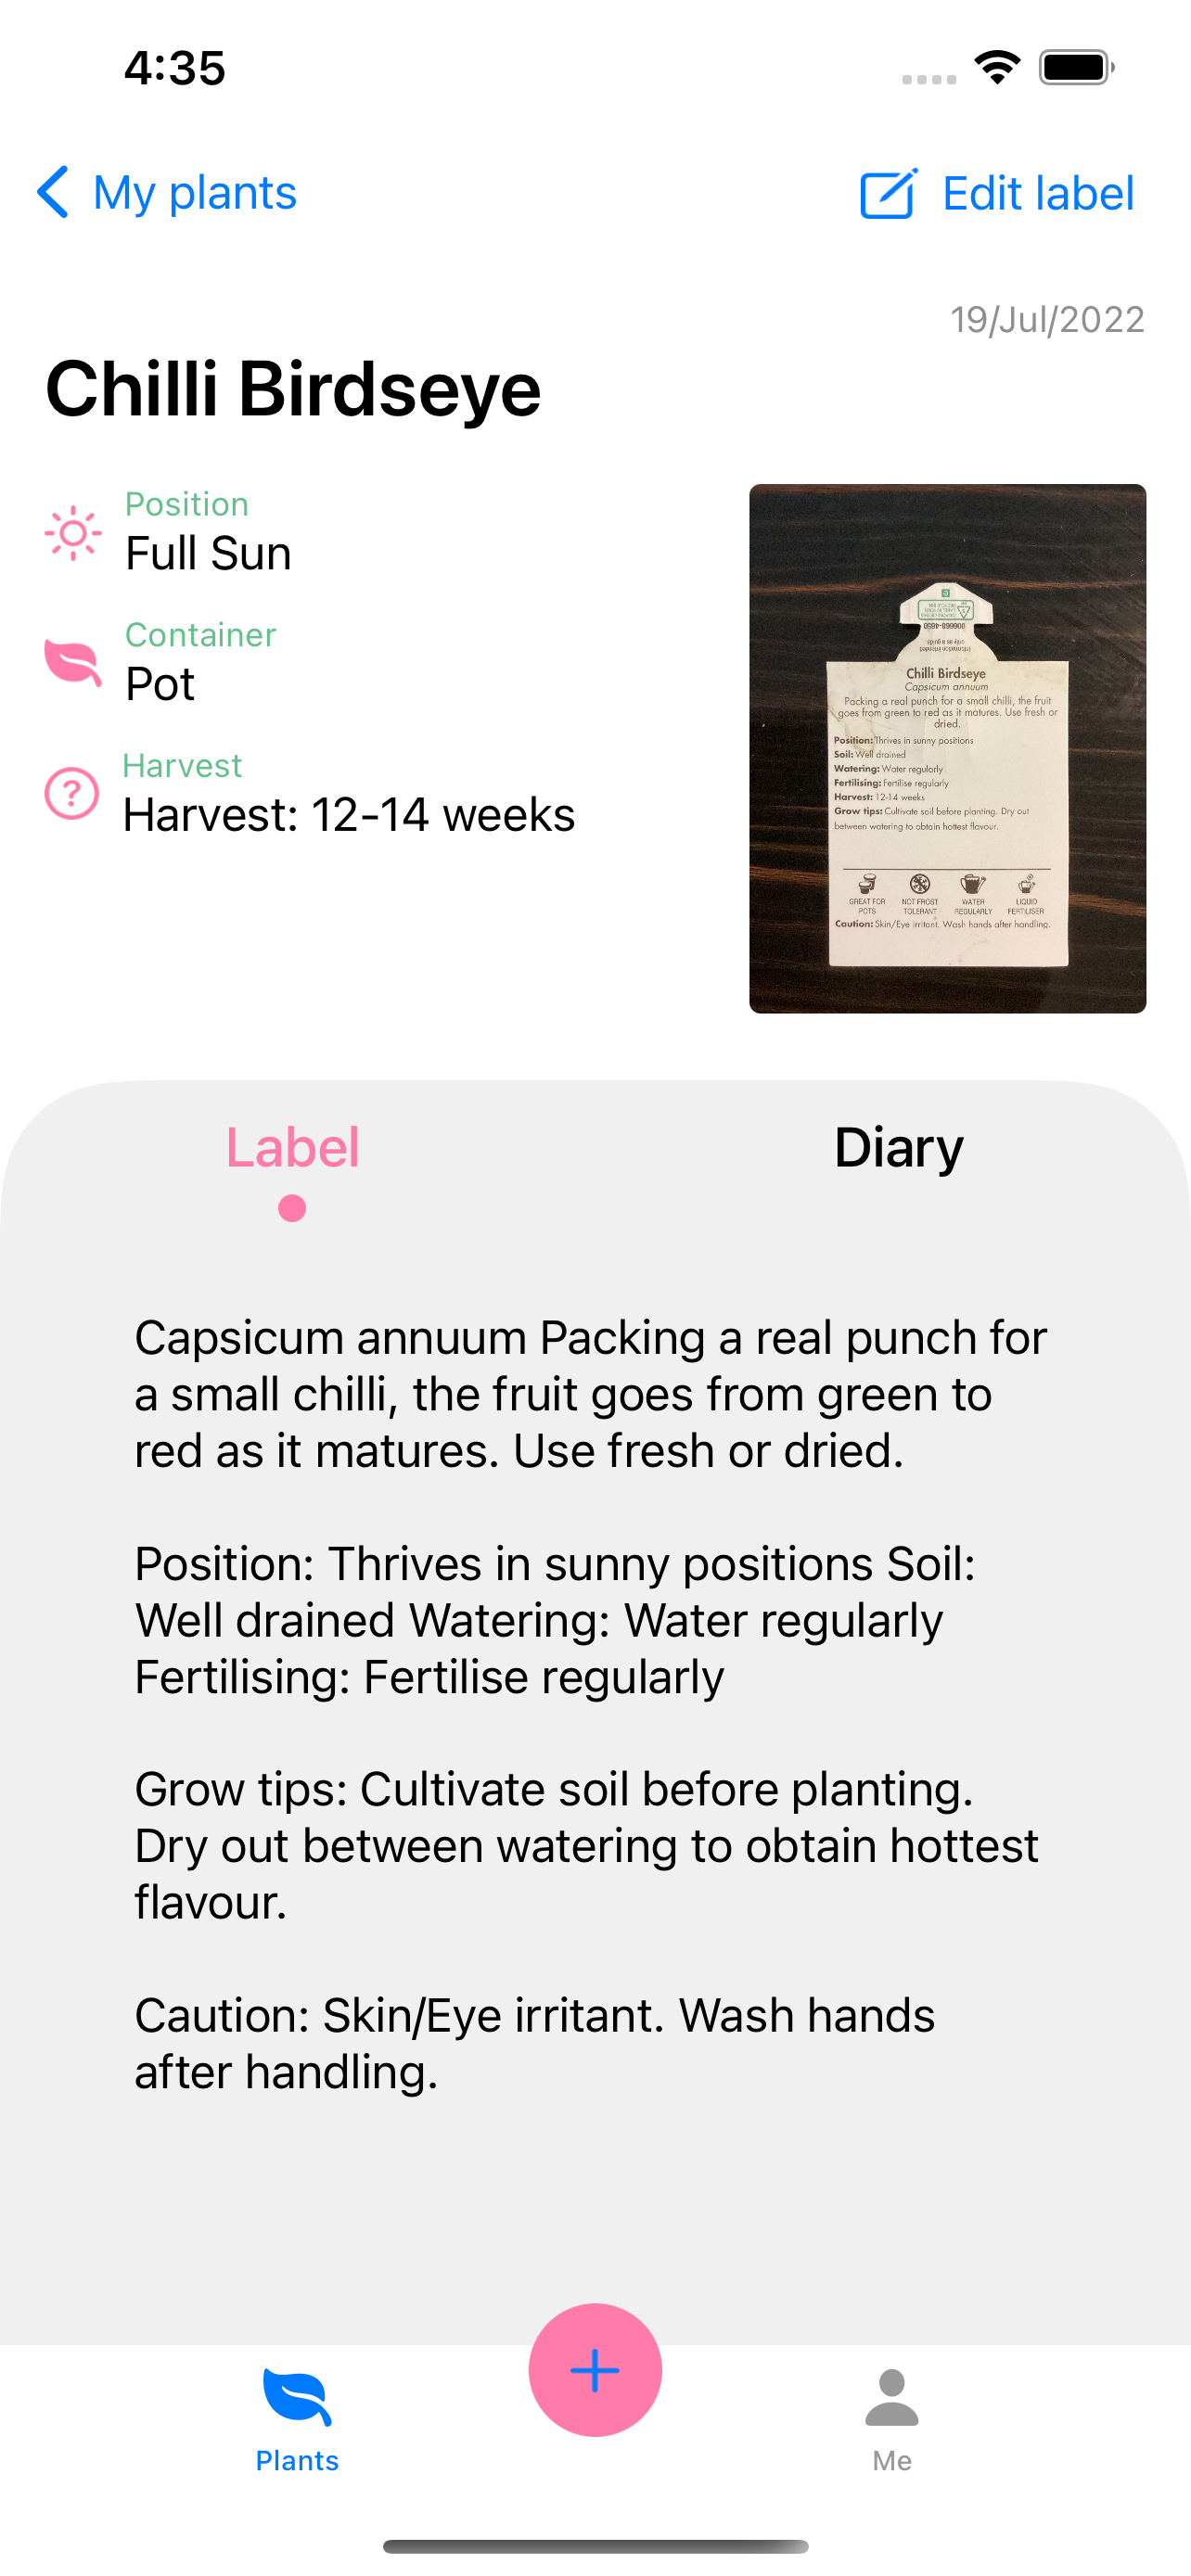 4:35
My plants
Edit label
19/Jul/2022
Chilli Birdseye
Position
Full Sun
Container
Pot
Harvest
Harvest: 12-14 weeks
006668-4650
only as a guide.
Information intended
Chilli Birdseye
Capsicum annuum
Packing a real punch for a small chilli, the fruit
goes from green to red as it matures. Use fresh or
dried.
Position: Thrives in sunny positions
Soil: Well drained
Watering: Water regularly
Fertilising: Fertilise regularly
Harvest: 12-14 weeks
Grow tips: Cultivate soil before planting. Dry out
between watering to obtain hottest flavour.
GREAT FOR
POTS
NOT FROST
TOLERANT
WATER
REGULARLY
LIQUID
FERTILISER
Caution: Skin/Eye irritant. Wash hands after handling.
Label
Diary
Capsicum annuum Packing a real punch for
a small chilli, the fruit goes from green to
red as it matures. Use fresh or dried.
Position: Thrives in sunny positions Soil:
Well drained Watering: Water regularly
Fertilising: Fertilise regularly
Grow tips: Cultivate soil before planting.
Dry out between watering to obtain hottest
flavour.
Caution: Skin/Eye irritant. Wash hands
after handling.
Plants
Me